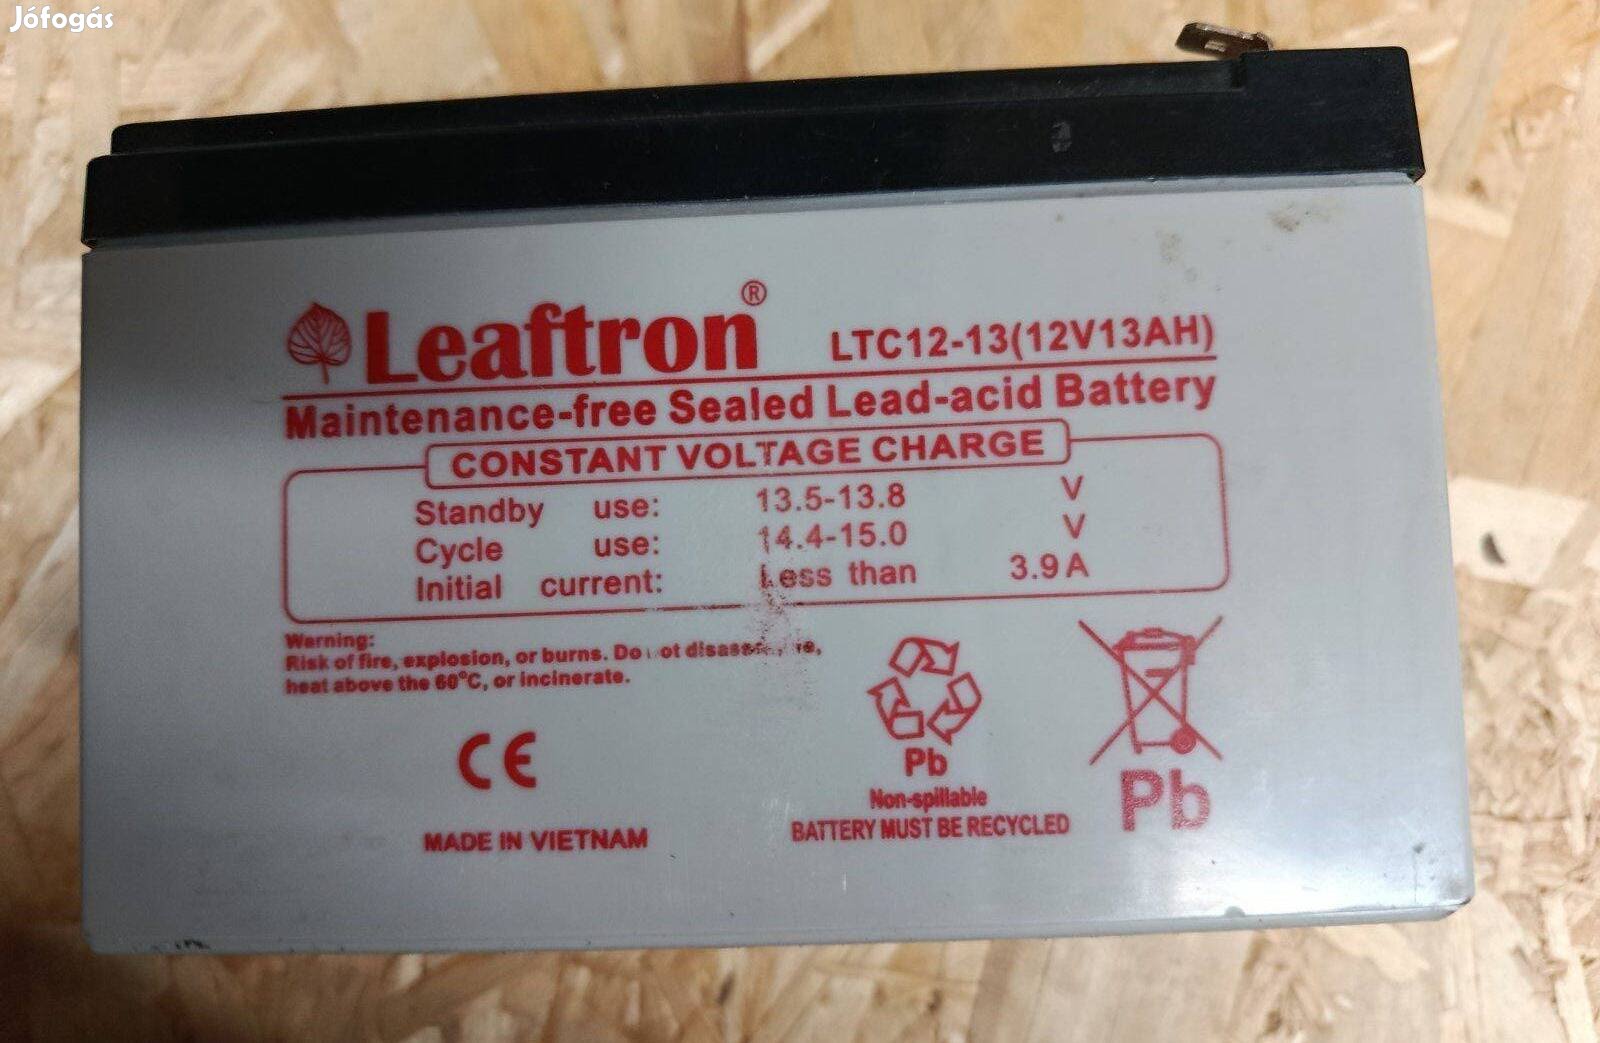 Jófogás
Leaftron® LTC12-13(12V13AH)
Maintenance-free Sealed Lead-acid Battery
CONSTANT VOLTAGE CHARGE
Standby use: 13.5-13.8 V
Cycle use: 14.4-15.0 V
Initial current: Less than 3.9A
Warning:
Risk of fire, explosion, or burns. Do not
heat above the 60°C, or incinerate.
CE
Pb
Non-spillable
Pb
MADE IN VIETNAM
BATTERY MUST BE RECYCLED